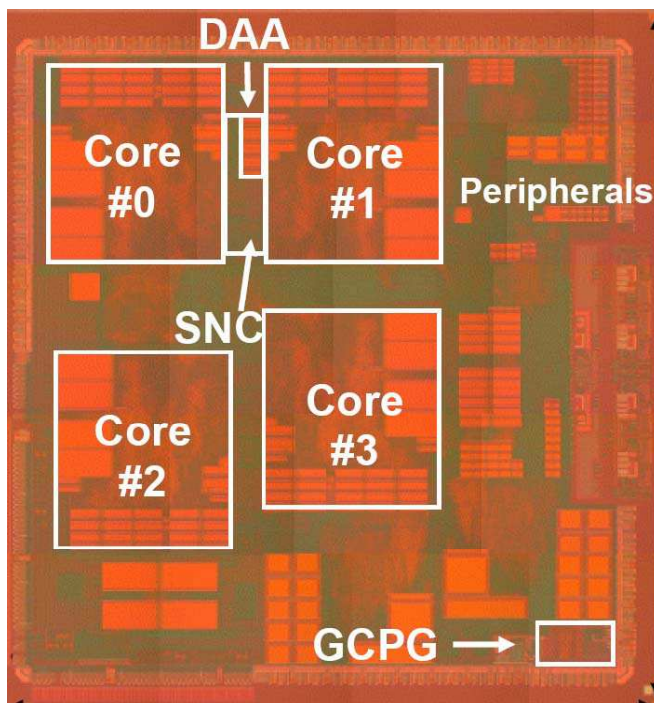 DAA
Core
#0
Core
#1
Peripherals
SNC
Core
#2
Core
#3
GCPG